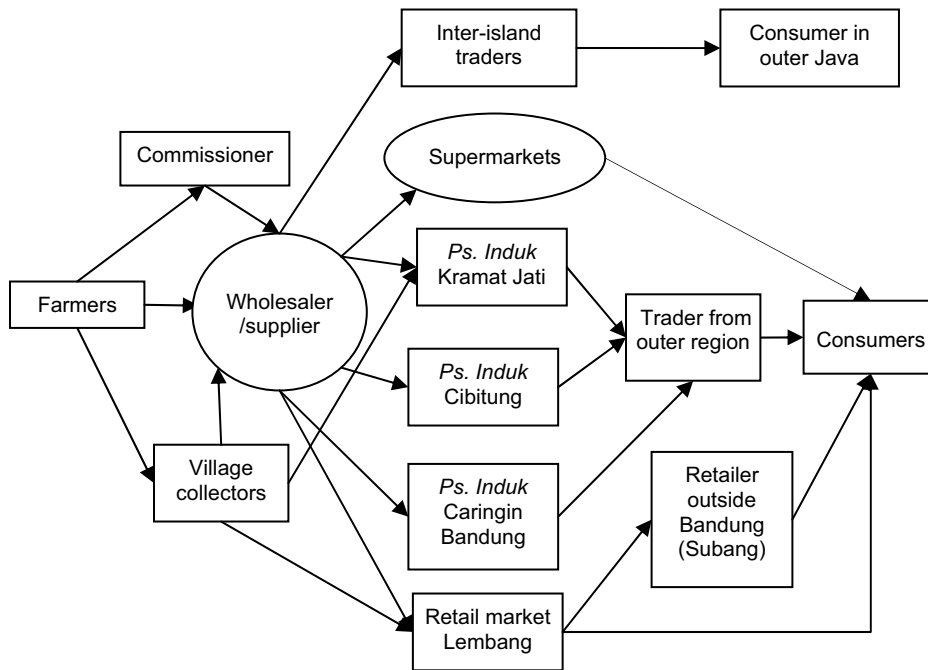 Inter-island
traders
Consumer in
outer Java
Commissioner
Supermarkets
Ps. Induk
Kramat Jati
Farmers
Wholesaler
/supplier
Trader from
outer region
Consumers
Ps. Induk
Cibitung
Village
collectors
Ps. Induk
Caringin
Bandung
Retailer
outside
Bandung
(Subang)
Retail market
Lembang